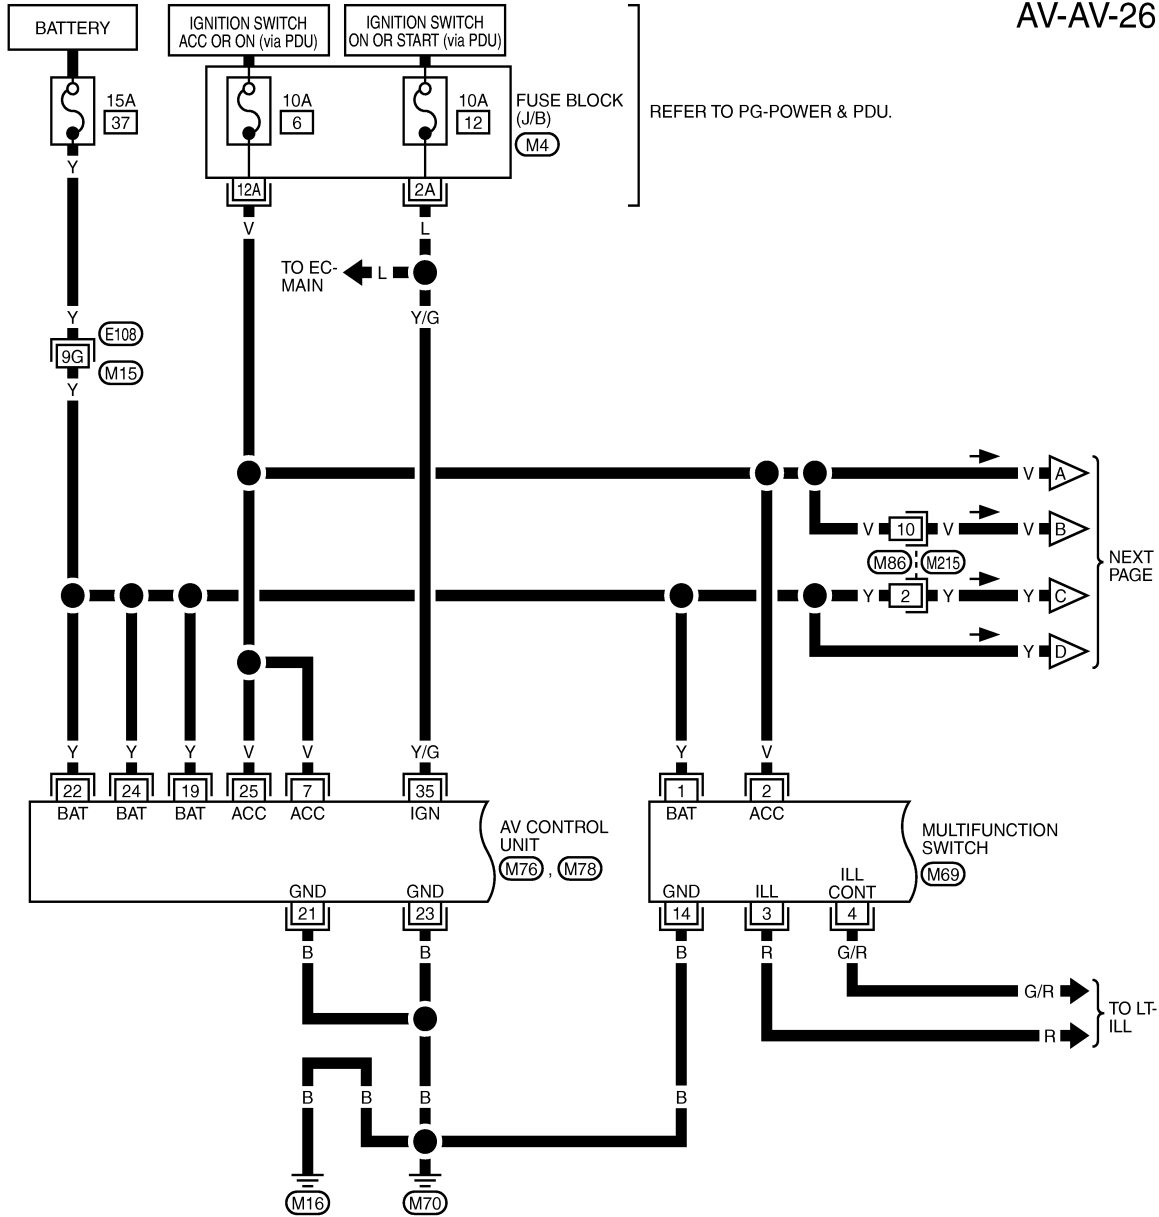 AV-AV-26
BATTERY
IGNITION SWITCH
ACC OR ON (via PDU)
IGNITION SWITCH
ON OR START (via PDU)
15A
37
10A
6
10A
12
FUSE BLOCK
(J/B)
M4
REFER TO PG-POWER & PDU.
Y
12A
2A
V
L
TO EC-
MAIN
L
Y
Y/G
E108
9G
M15
Y
V
A
V
10
V
V
B
M86
M215
NEXT
PAGE
Y
2
Y
Y
C
Y
D
Y
Y
Y
V
V
Y/G
Y
V
22
24
19
25
7
35
1
2
BAT
BAT
BAT
ACC
ACC
IGN
BAT
ACC
AV CONTROL
UNIT
M76 , M78
MULTIFUNCTION
SWITCH
M69
GND
GND
GND
ILL
ILL
CONT
21
23
14
3
4
B
B
B
R
G/R
G/R
R
TO LT-
ILL
B
B
B
B
M16
M70